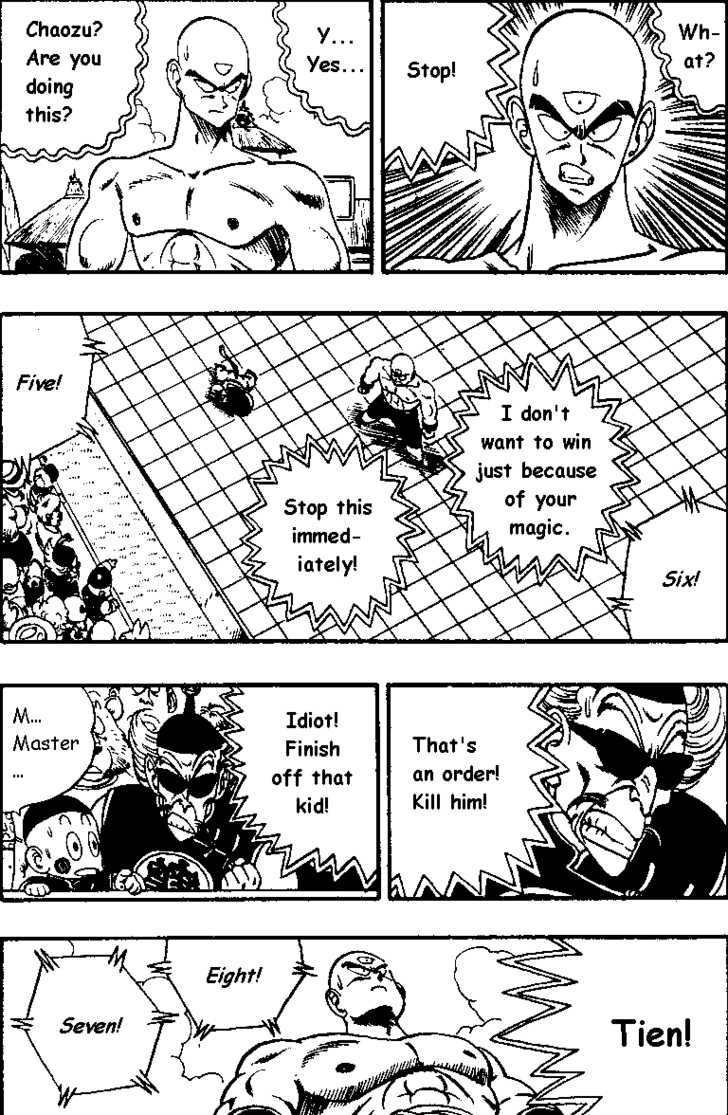 Chaozu?
Are you
doing
this?
Y...
Yes...
Stop!
Wh-
at?
Five!
Stop this
immed-
iately!
I don't
want to win
just because
of your
magic.
Six!
M...
Master
...
Idiot!
Finish
off that
kid!
That's
an order!
Kill him!
Seven!
Eight!
Tien!